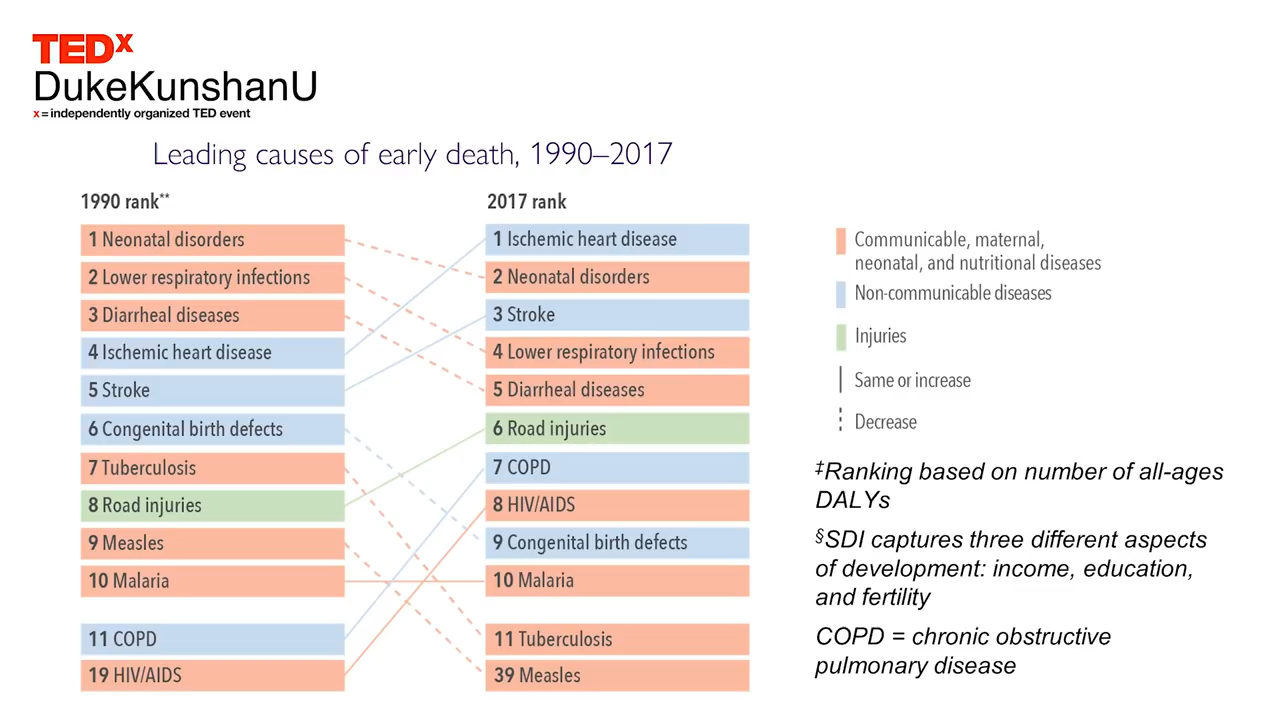 TEDx
DukeKunshanU
x = independently organized TED event
Leading causes of early death, 1990–2017
1990 rank**
1 Neonatal disorders
2 Lower respiratory infections
3 Diarrheal diseases
4 Ischemic heart disease
5 Stroke
6 Congenital birth defects
7 Tuberculosis
8 Road injuries
9 Measles
10 Malaria
11 COPD
19 HIV/AIDS
2017 rank
1 Ischemic heart disease
2 Neonatal disorders
3 Stroke
4 Lower respiratory infections
5 Diarrheal diseases
6 Road injuries
7 COPD
8 HIV/AIDS
9 Congenital birth defects
10 Malaria
11 Tuberculosis
39 Measles
Communicable, maternal,
neonatal, and nutritional diseases
Non-communicable diseases
Injuries
Same or increase
Decrease
‡Ranking based on number of all-ages
DALYs
§SDI captures three different aspects
of development: income, education,
and fertility
COPD = chronic obstructive
pulmonary disease